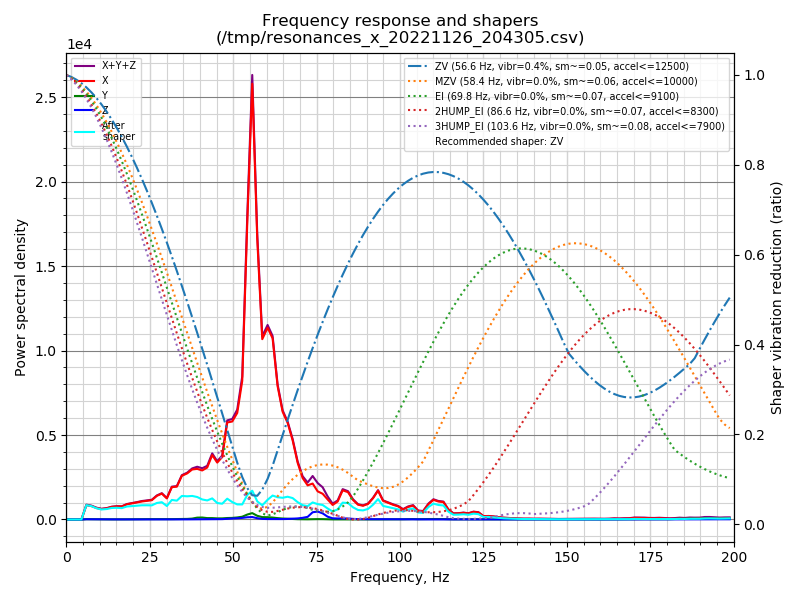 Frequency response and shapers
(/tmp/resonances_x_20221126_204305.csv)
1e4
X+Y+Z
X
Y
Z
After
shaper
ZV (56.6 Hz, vibr=0.4%, sm~=0.05, accel<=12500)
MZV (58.4 Hz, vibr=0.0%, sm~=0.06, accel<=10000)
EI (69.8 Hz, vibr=0.0%, sm~=0.07, accel<=9100)
2HUMP_EI (86.6 Hz, vibr=0.0%, sm~=0.07, accel<=8300)
3HUMP_EI (103.6 Hz, vibr=0.0%, sm~=0.08, accel<=7900)
Recommended shaper: ZV
Power spectral density
2.5
2.0
1.5
1.0
0.5
0.0
1.0
0.8
0.6
0.4
0.2
0.0
Shaper vibration reduction (ratio)
0 25 50 75 100 125 150 175 200
Frequency, Hz